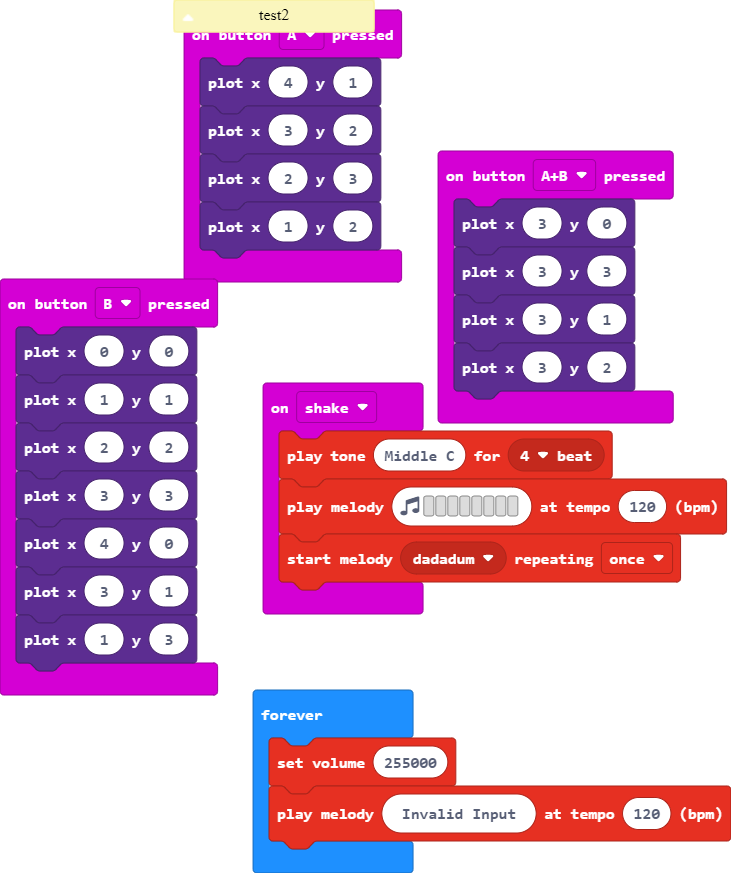 test2
on button A pressed
plot x 4 y 1
plot x 3 y 2
plot x 2 y 3
plot x 1 y 2
on button A+B pressed
plot x 3 y 0
plot x 3 y 3
plot x 3 y 1
plot x 3 y 2
on button B pressed
plot x 0 y 0
plot x 1 y 1
plot x 2 y 2
plot x 3 y 3
plot x 4 y 0
plot x 3 y 1
plot x 1 y 3
on shake
play tone Middle C for 4 beat
play melody at tempo 120 (bpm)
start melody dadadum repeating once
forever
set volume 255000
play melody Invalid Input at tempo 120 (bpm)